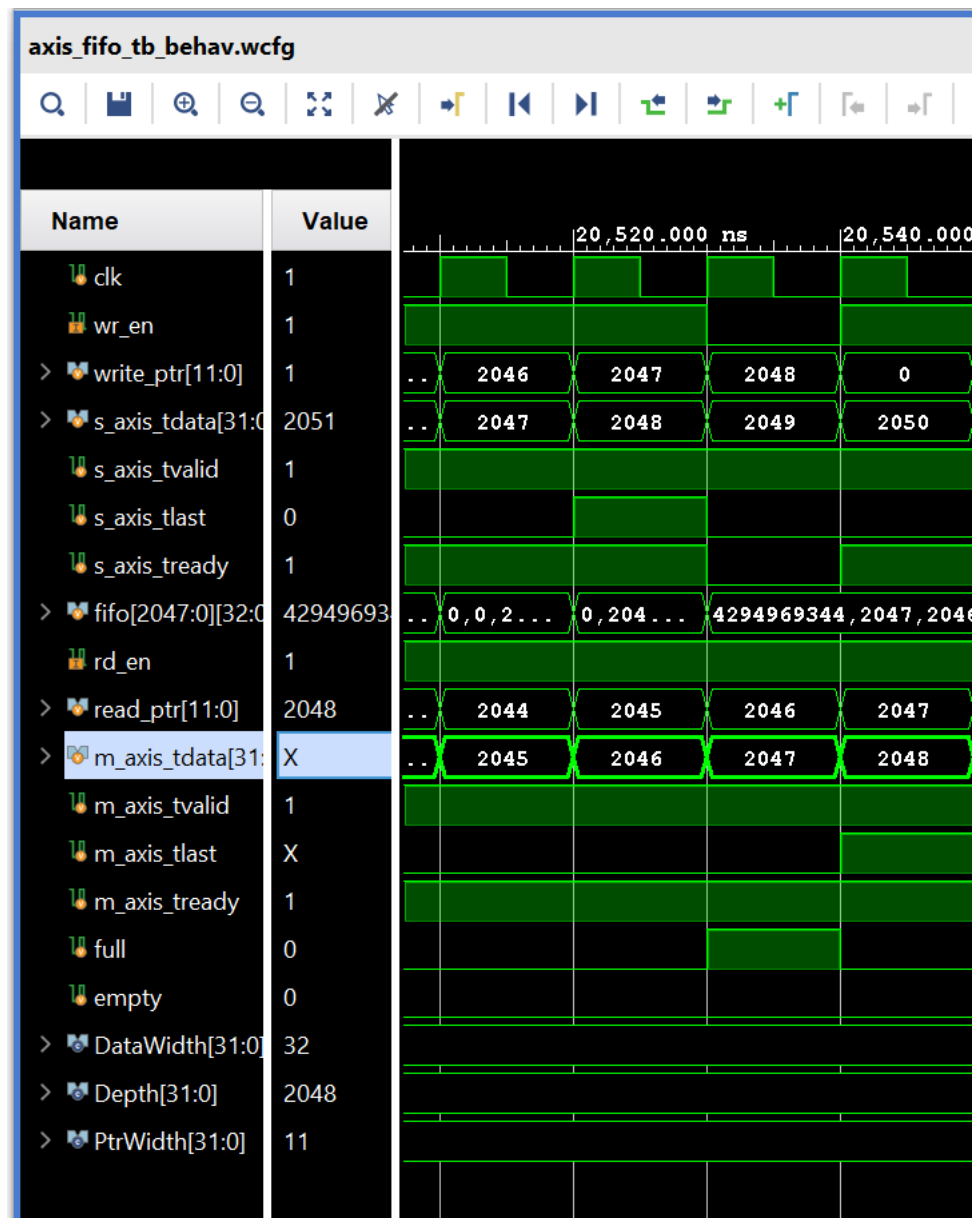 axis_fifo_tb_behav.wcfg
Name Value
20,520.000 ns 20,540.000
clk 1
wr_en 1
write_ptr[11:0] 1 .. 2046 2047 2048 0
s_axis_tdata[31:0 2051 .. 2047 2048 2049 2050
s_axis_tvalid 1
s_axis_tlast 0
s_axis_tready 1
fifo[2047:0][32:0 42949693 .. 0,0,2... 0,204... 4294969344,2047,2046
rd_en 1
read_ptr[11:0] 2048 .. 2044 2045 2046 2047
m_axis_tdata[31: X .. 2045 2046 2047 2048
m_axis_tvalid 1
m_axis_tlast X
m_axis_tready 1
full 0
empty 0
DataWidth[31:0] 32
Depth[31:0] 2048
PtrWidth[31:0] 11